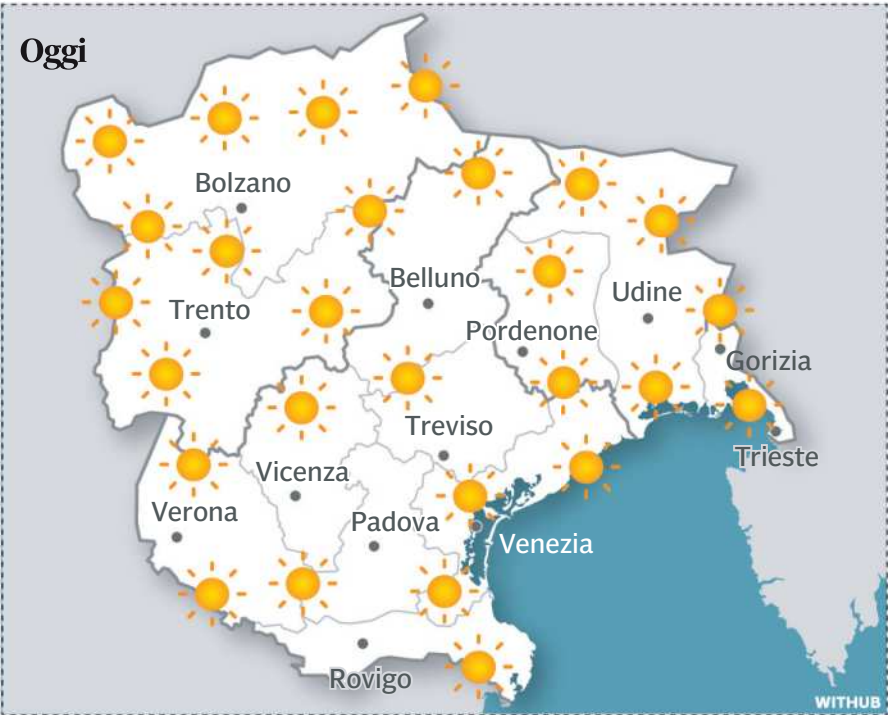 Oggi
Bolzano
Belluno
Trento
Udine
Pordenone
Gorizia
Treviso
Trieste
Vicenza
Verona
Padova
Venezia
Rovigo
WITHUB